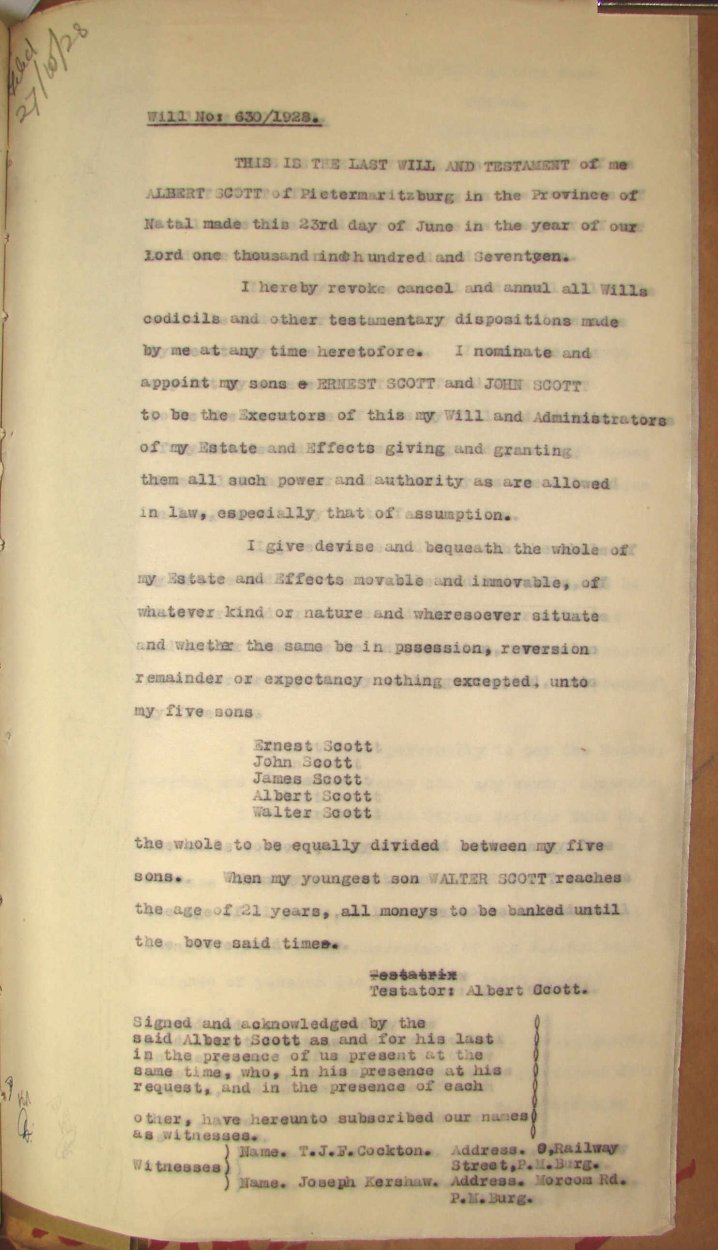 Filed
27/10/28
Will No: 630/1928.
THIS IS THE LAST WILL AND TESTAMENT of me
ALBERT SCOTT of Pietermaritzburg in the Province of
Natal made this 23rd day of June in the year of our
Lord one thousand nine hundred and Seventeen.
I hereby revoke cancel and annul all Wills
codicils and other testamentary dispositions made
by me at any time heretofore. I nominate and
appoint my sons ERNEST SCOTT and JOHN SCOTT
to be the Executors of this my Will and Administrators
of my Estate and Effects giving and granting
them all such power and authority as are allowed
in law, especially that of assumption.
I give devise and bequeath the whole of
my Estate and Effects movable and immovable, of
whatever kind or nature and wheresoever situate
and whether the same be in pssession, reversion
remainder or expectancy nothing excepted, unto
my five sons
Ernest Scott
John Scott
James Scott
Albert Scott
Walter Scott
the whole to be equally divided between my five
sons. When my youngest son WALTER SCOTT reaches
the age of 21 years, all moneys to be banked until
the bove said time.
Testatrix
Testator: Albert Scott.
Signed and acknowledged by the
said Albert Scott as and for his last
in the presence of us present at the
same time, who, in his presence at his
request, and in the presence of each
other, have hereunto subscribed our names
as witnesses.
Witnesses) Name. T.J.F.Cockton. Address. 9,Railway
Street,P.M.Burg.
Name. Joseph Kershaw. Address. Morcom Rd.
P.M.Burg.